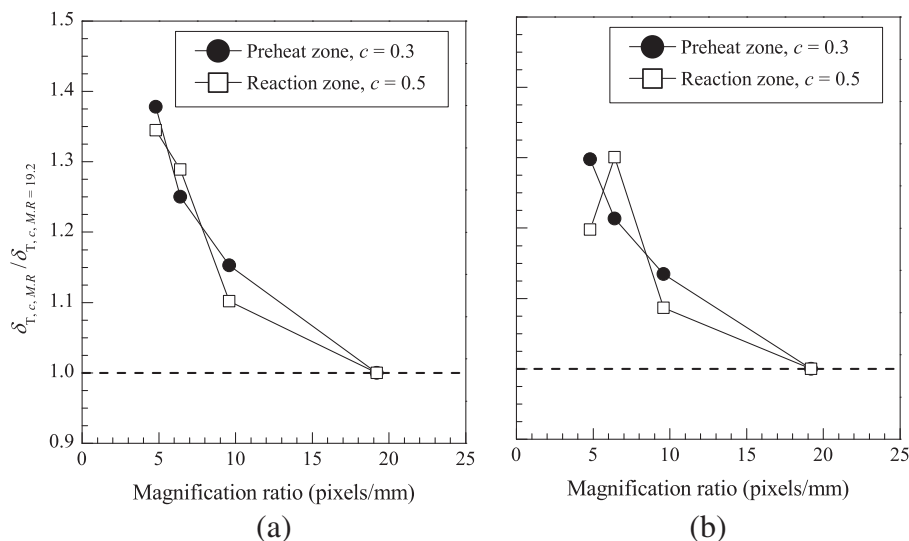 1.5
1.4
1.3
1.2
1.1
1.0
0.9
δT, c, M.R / δT, c, M.R = 19.2
Preheat zone, c = 0.3
Reaction zone, c = 0.5
0 5 10 15 20 25
Magnification ratio (pixels/mm)
(a)
Preheat zone, c = 0.3
Reaction zone, c = 0.5
0 5 10 15 20 25
Magnification ratio (pixels/mm)
(b)